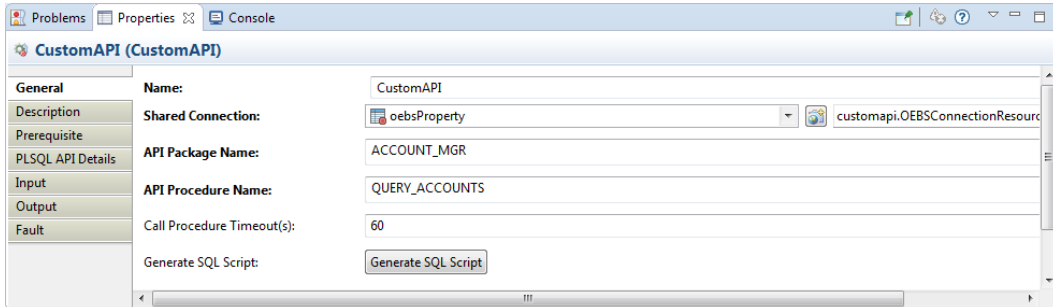 Problems Properties Console
CustomAPI (CustomAPI)
General
Description
Prerequisite
PLSQL API Details
Input
Output
Fault
Name: CustomAPI
Shared Connection: oebsProperty customapi.OEBSConnectionResourc
API Package Name: ACCOUNT_MGR
API Procedure Name: QUERY_ACCOUNTS
Call Procedure Timeout(s): 60
Generate SQL Script: Generate SQL Script